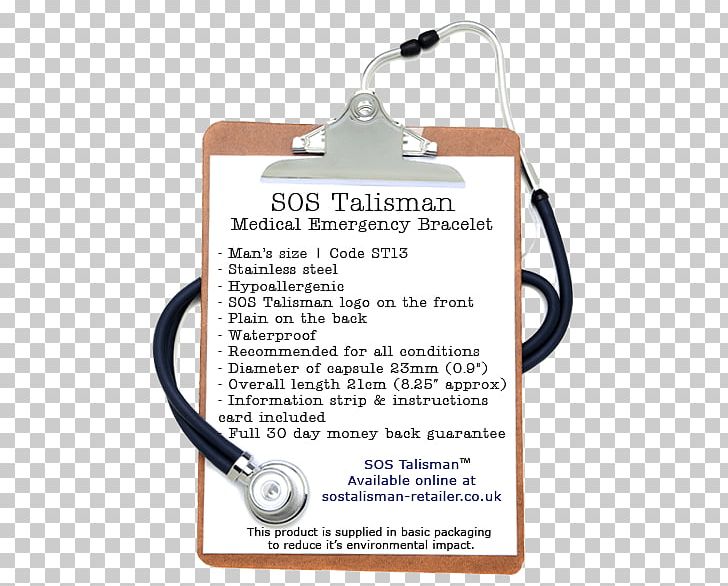 SOS Talisman
Medical Emergency Bracelet
- Man's size | Code ST13
- Stainless steel
- Hypoallergenic
- SOS Talisman logo on the front
- Plain on the back
- Waterproof
- Recommended for all conditions
- Diameter of capsule 23mm (0.9")
- Overall length 21cm (8.25" approx)
- Information strip & instructions
card included
- Full 30 day money back guarantee
SOS Talisman™
Available online at
sostalisman-retailer.co.uk
This product is supplied in basic packaging
to reduce it's environmental impact.